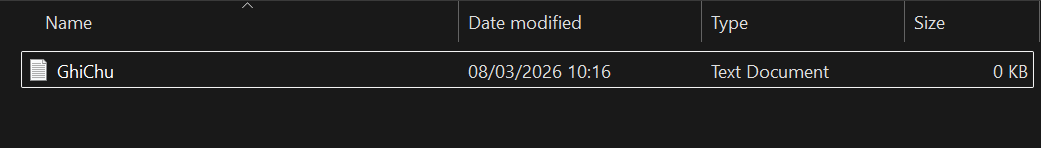 Name Date modified Type Size
GhiChu 08/03/2026 10:16 Text Document 0 KB